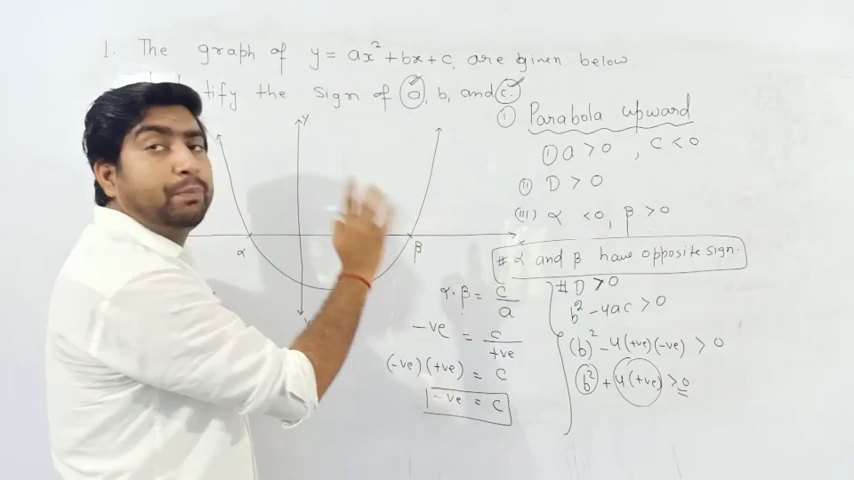 1. The graph of y = ax² + bx + c, are given below.
tify the sign of a, b, and c.
Y
α
β
x
Y
① Parabola upward
① a > 0 , c < 0
② D > 0
(iii) α < 0, β > 0
# α and β have opposite sign.
α·β = c/a
-ve = c/+ve
(-ve)(+ve) = c
-ve = c
# D > 0
b² - 4ac > 0
(b)² - 4(+ve)(-ve) > 0
b² + 4(+ve) > 0